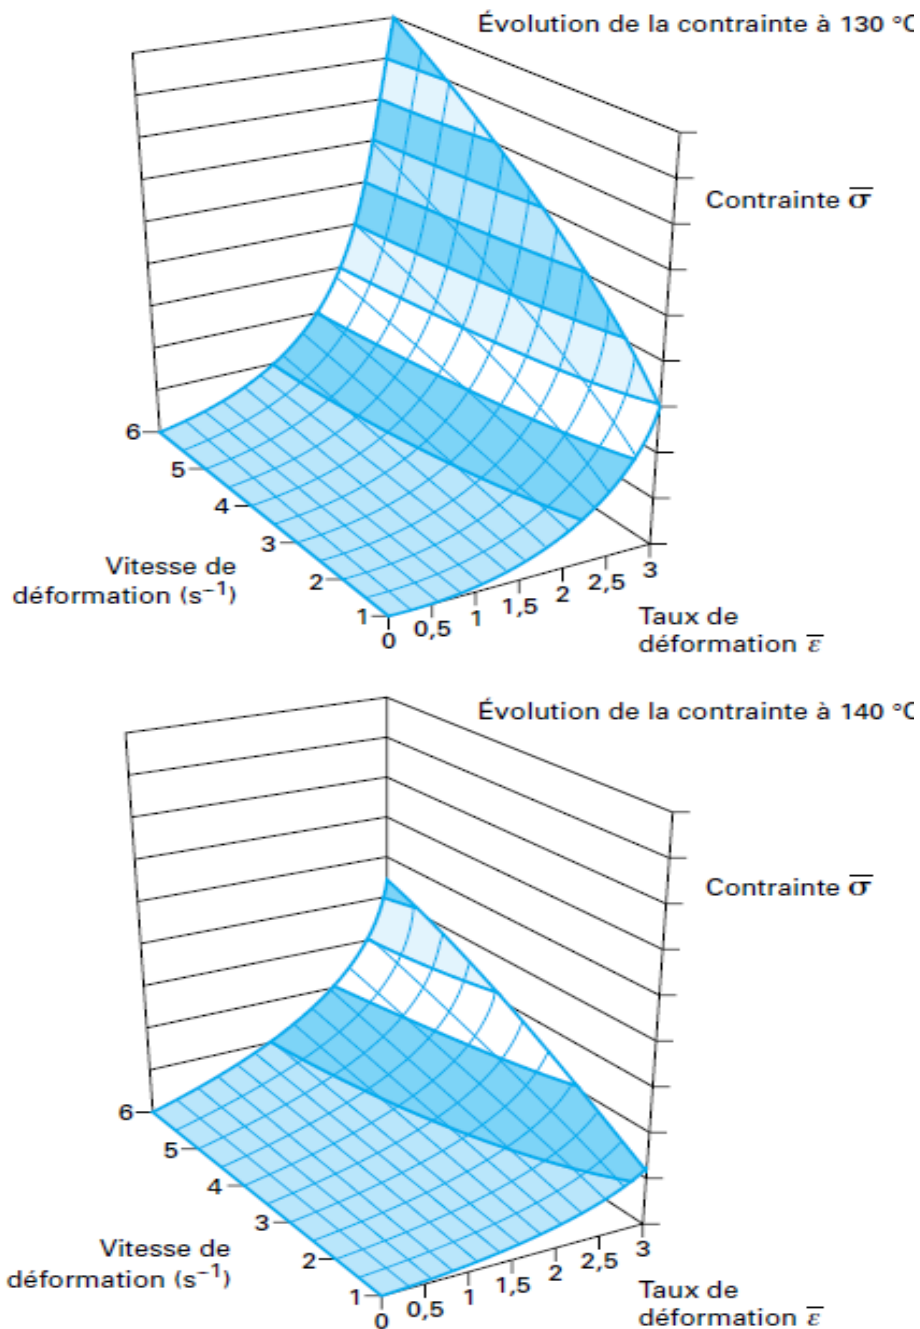 Évolution de la contrainte à 130 °C
Contrainte σ̅
6
5
4
3
2
1
Vitesse de
déformation (s⁻¹)
0
0,5
1
1,5
2
2,5
3
Taux de
déformation ε̅
Évolution de la contrainte à 140 °C
Contrainte σ̅
6
5
4
3
2
1
Vitesse de
déformation (s⁻¹)
0
0,5
1
1,5
2
2,5
3
Taux de
déformation ε̅